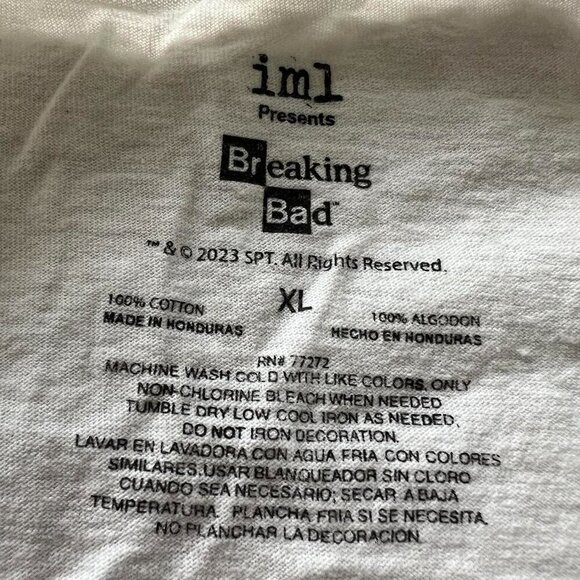 iml
Presents
Breaking
Bad™
™ & © 2023 SPT. All Rights Reserved.
XL
100% COTTON
MADE IN HONDURAS
100% ALGODON
HECHO EN HONDURAS
RN# 77272
MACHINE WASH COLD WITH LIKE COLORS, ONLY
NON-CHLORINE BLEACH WHEN NEEDED
TUMBLE DRY LOW COOL IRON AS NEEDED.
DO NOT IRON DECORATION.
LAVAR EN LAVADORA CON AGUA FRIA CON COLORES
SIMILARES. USAR BLANQUEADOR SIN CLORO
CUANDO SEA NECESARIO; SECAR A BAJA
TEMPERATURA. PLANCHA FRIA SI SE NECESITA.
NO PLANCHAR LA DECORACION.